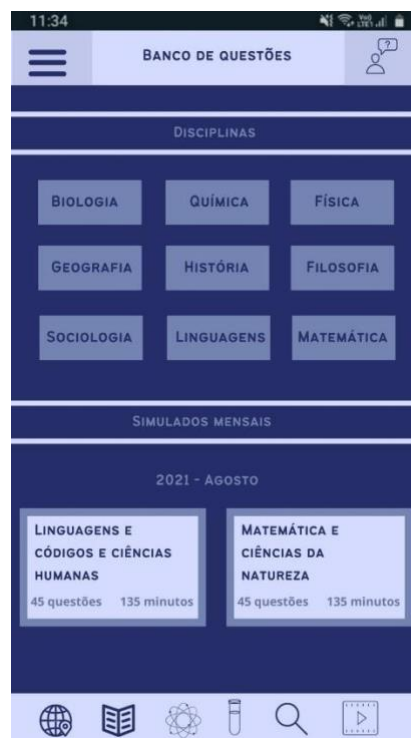 11:34
BANCO DE QUESTÕES
DISCIPLINAS
BIOLOGIA QUÍMICA FÍSICA
GEOGRAFIA HISTÓRIA FILOSOFIA
SOCIOLOGIA LINGUAGENS MATEMÁTICA
SIMULADOS MENSAIS
2021 - AGOSTO
LINGUAGENS E
CÓDIGOS E CIÊNCIAS
HUMANAS
45 questões 135 minutos
MATEMÁTICA E
CIÊNCIAS DA
NATUREZA
45 questões 135 minutos